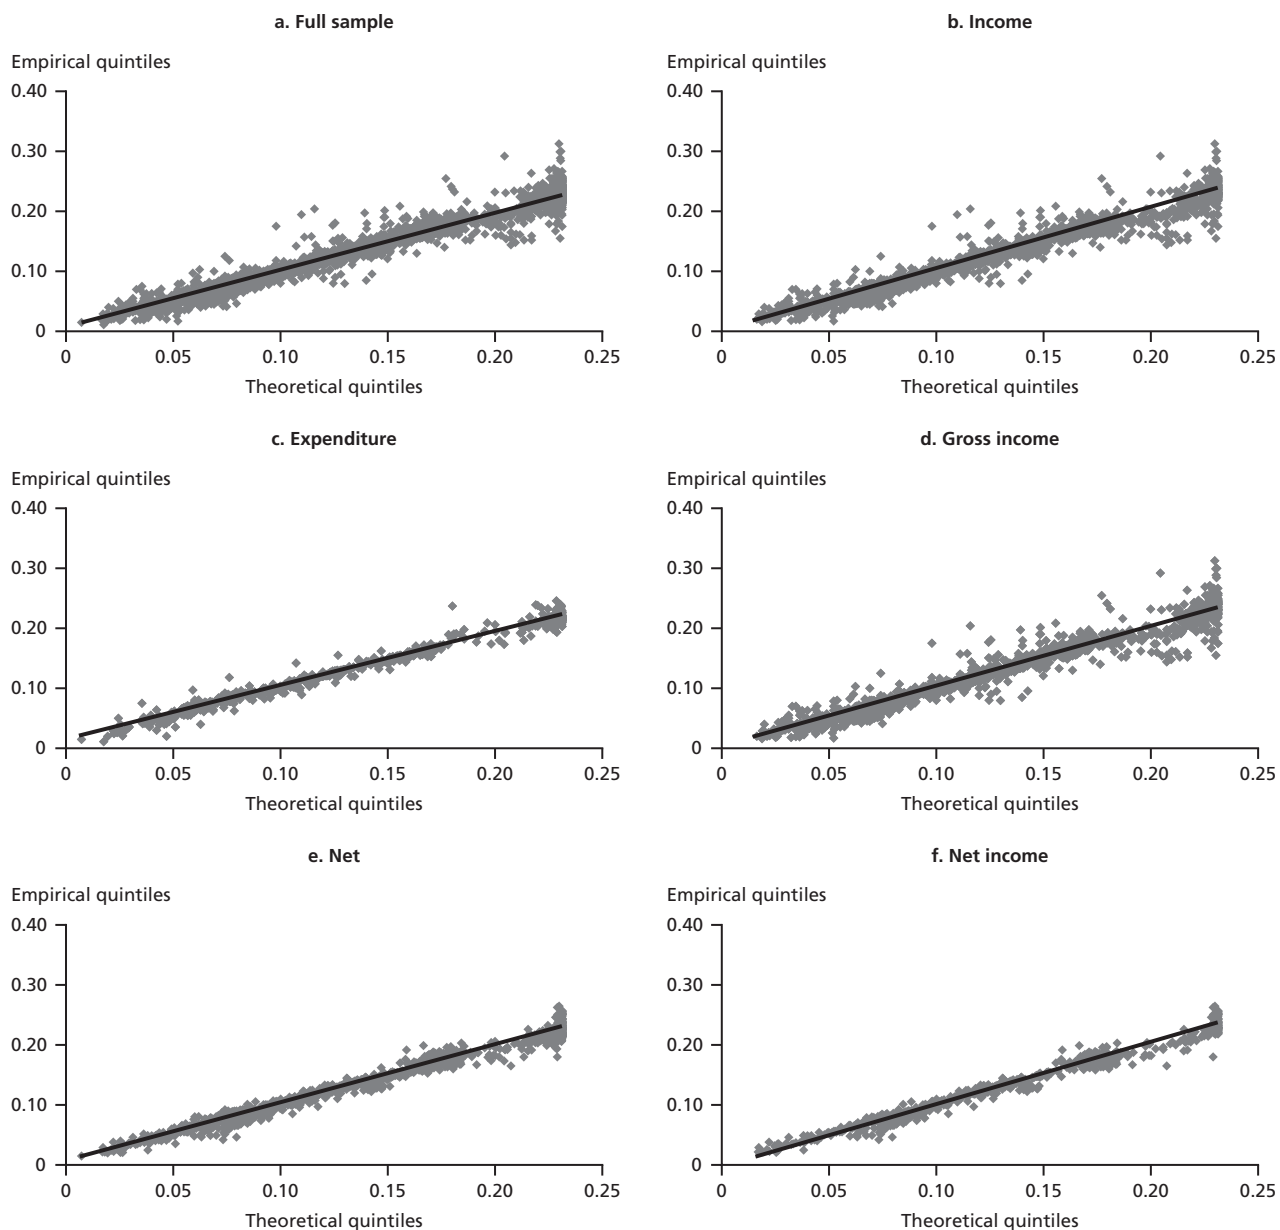 a. Full sample
Empirical quintiles
0.40
0.30
0.20
0.10
0
0 0.05 0.10 0.15 0.20 0.25
Theoretical quintiles
b. Income
Empirical quintiles
0.40
0.30
0.20
0.10
0
0 0.05 0.10 0.15 0.20 0.25
Theoretical quintiles
c. Expenditure
Empirical quintiles
0.40
0.30
0.20
0.10
0
0 0.05 0.10 0.15 0.20 0.25
Theoretical quintiles
d. Gross income
Empirical quintiles
0.40
0.30
0.20
0.10
0
0 0.05 0.10 0.15 0.20 0.25
Theoretical quintiles
e. Net
Empirical quintiles
0.40
0.30
0.20
0.10
0
0 0.05 0.10 0.15 0.20 0.25
Theoretical quintiles
f. Net income
Empirical quintiles
0.40
0.30
0.20
0.10
0
0 0.05 0.10 0.15 0.20 0.25
Theoretical quintiles